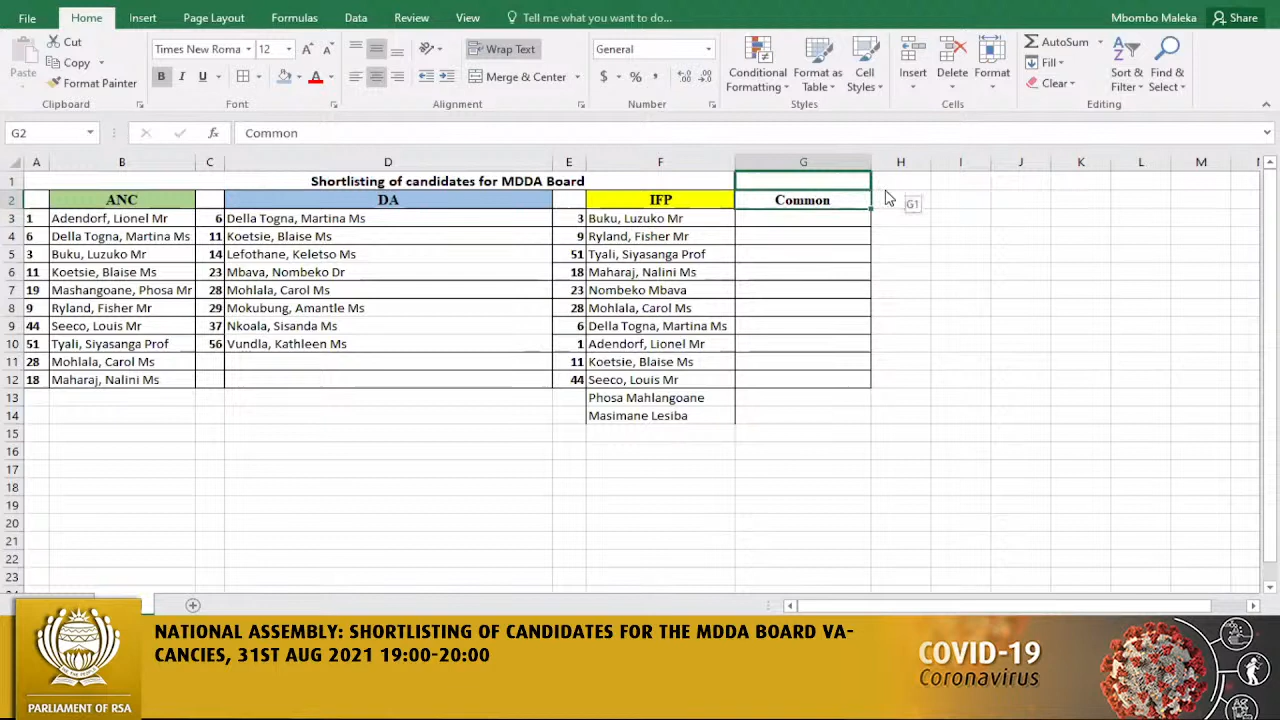 File Home Insert Page Layout Formulas Data Review View Tell me what you want to do... Mbombo Maleka Share
Cut Times New Roma 12 Wrap Text General AutoSum
Paste Copy Fill
Format Painter B I U Merge & Center $ % Conditional Formatting Format as Table Cell Styles Insert Delete Format Clear Sort & Filter Find & Select
Clipboard Font Alignment Number Styles Cells Editing
G2 fx Common
A B C D E F G H I J K L M
1 Shortlisting of candidates for MDDA Board
2 ANC DA IFP Common G1
3 1 Adendorf, Lionel Mr 6 Della Togna, Martina Ms 3 Buku, Luzuko Mr
4 6 Della Togna, Martina Ms 11 Koetsie, Blaise Ms 9 Ryland, Fisher Mr
5 3 Buku, Luzuko Mr 14 Lefothane, Keletso Ms 51 Tyali, Siyasanga Prof
6 11 Koetsie, Blaise Ms 23 Mbava, Nombeko Dr 18 Maharaj, Nalini Ms
7 19 Mashangoane, Phosa Mr 28 Mohlala, Carol Ms 23 Nombeko Mbava
8 9 Ryland, Fisher Mr 29 Mokubung, Amantle Ms 28 Mohlala, Carol Ms
9 44 Seeco, Louis Mr 37 Nkoala, Sisanda Ms 6 Della Togna, Martina Ms
10 51 Tyali, Siyasanga Prof 56 Vundla, Kathleen Ms 1 Adendorf, Lionel Mr
11 28 Mohlala, Carol Ms 11 Koetsie, Blaise Ms
12 18 Maharaj, Nalini Ms 44 Seeco, Louis Mr
13 Phosa Mahlangoane
14 Masimane Lesiba
15
16
17
18
19
20
21
22
23
NATIONAL ASSEMBLY: SHORTLISTING OF CANDIDATES FOR THE MDDA BOARD VA-
CANCIES, 31ST AUG 2021 19:00-20:00
COVID-19
Coronavirus
PARLIAMENT OF RSA